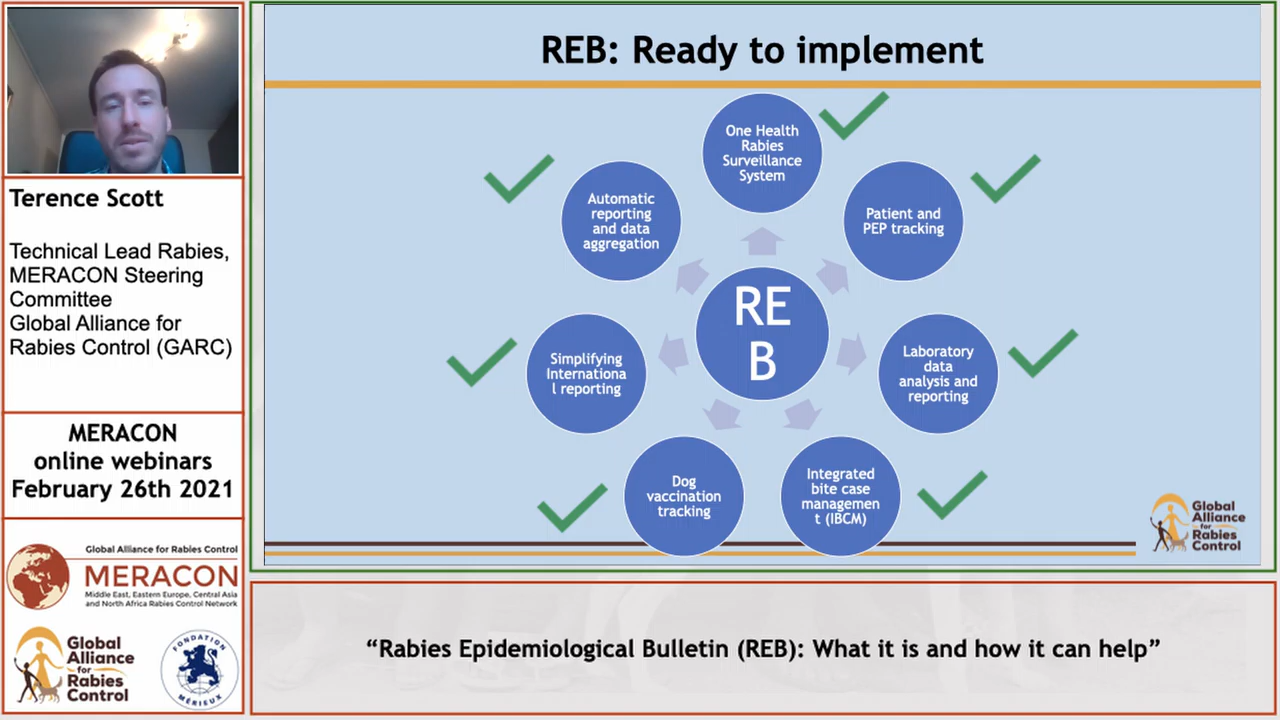 Terence Scott
Technical Lead Rabies,
MERACON Steering
Committee
Global Alliance for
Rabies Control (GARC)
MERACON
online webinars
February 26th 2021
Global Alliance for Rabies Control
MERACON
Middle East, Eastern Europe, Central Asia
and North Africa Rabies Control Network
Global
Alliance
for
Rabies
Control
FONDATION
MÉRIEUX
REB: Ready to implement
One Health
Rabies
Surveillance
System
Patient and
PEP tracking
Laboratory
data
analysis and
reporting
Integrated
bite case
managemen
t (IBCM)
Dog
vaccination
tracking
Simplifying
Internationa
l reporting
Automatic
reporting
and data
aggregation
RE
B
Global
Alliance
for
Rabies
Control
“Rabies Epidemiological Bulletin (REB): What it is and how it can help”